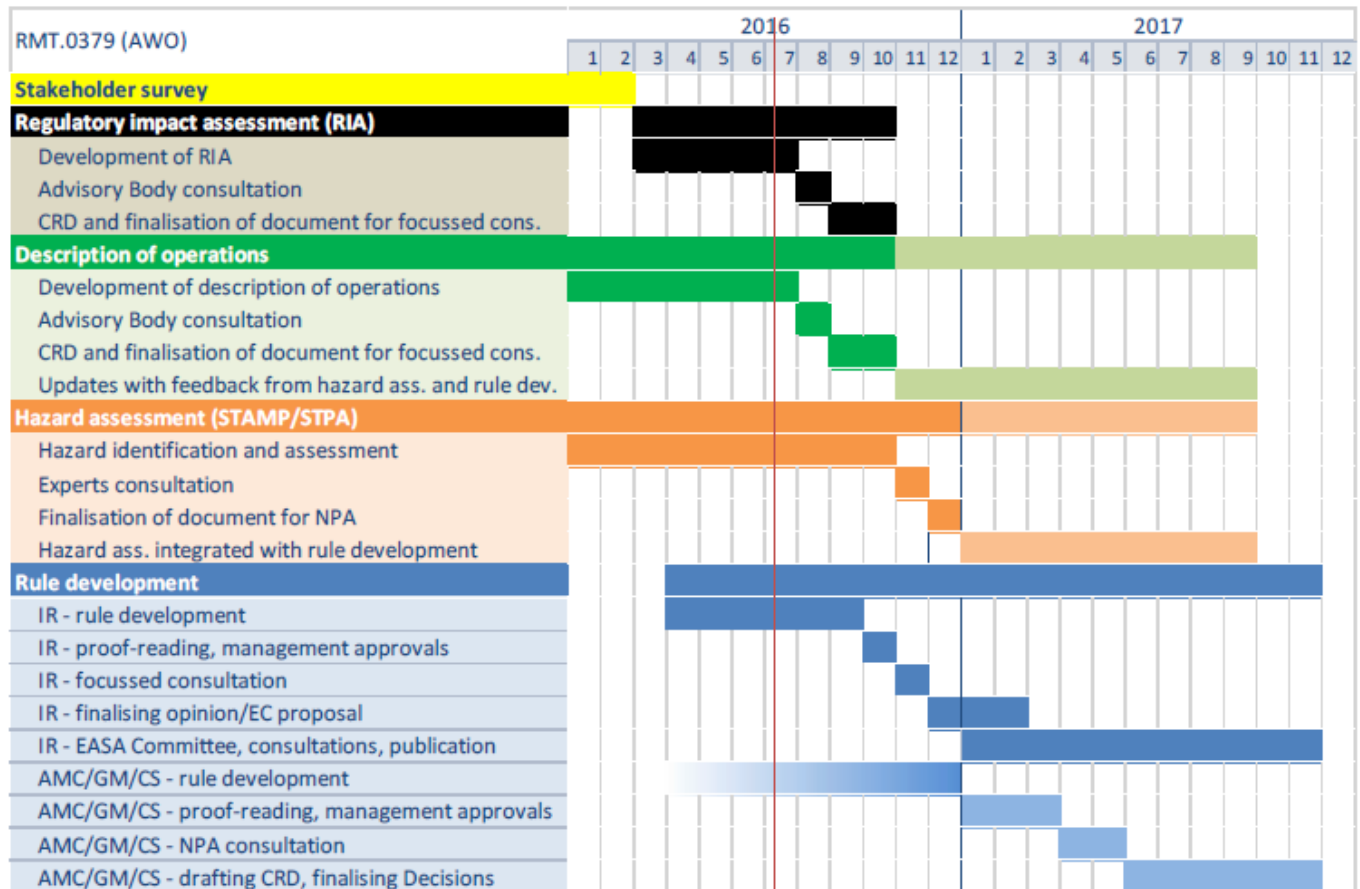 RMT.0379 (AWO)
2016 2017
1 2 3 4 5 6 7 8 9 10 11 12 1 2 3 4 5 6 7 8 9 10 11 12
Stakeholder survey
Regulatory impact assessment (RIA)
Development of RIA
Advisory Body consultation
CRD and finalisation of document for focussed cons.
Description of operations
Development of description of operations
Advisory Body consultation
CRD and finalisation of document for focussed cons.
Updates with feedback from hazard ass. and rule dev.
Hazard assessment (STAMP/STPA)
Hazard identification and assessment
Experts consultation
Finalisation of document for NPA
Hazard ass. integrated with rule development
Rule development
IR - rule development
IR - proof-reading, management approvals
IR - focussed consultation
IR - finalising opinion/EC proposal
IR - EASA Committee, consultations, publication
AMC/GM/CS - rule development
AMC/GM/CS - proof-reading, management approvals
AMC/GM/CS - NPA consultation
AMC/GM/CS - drafting CRD, finalising Decisions